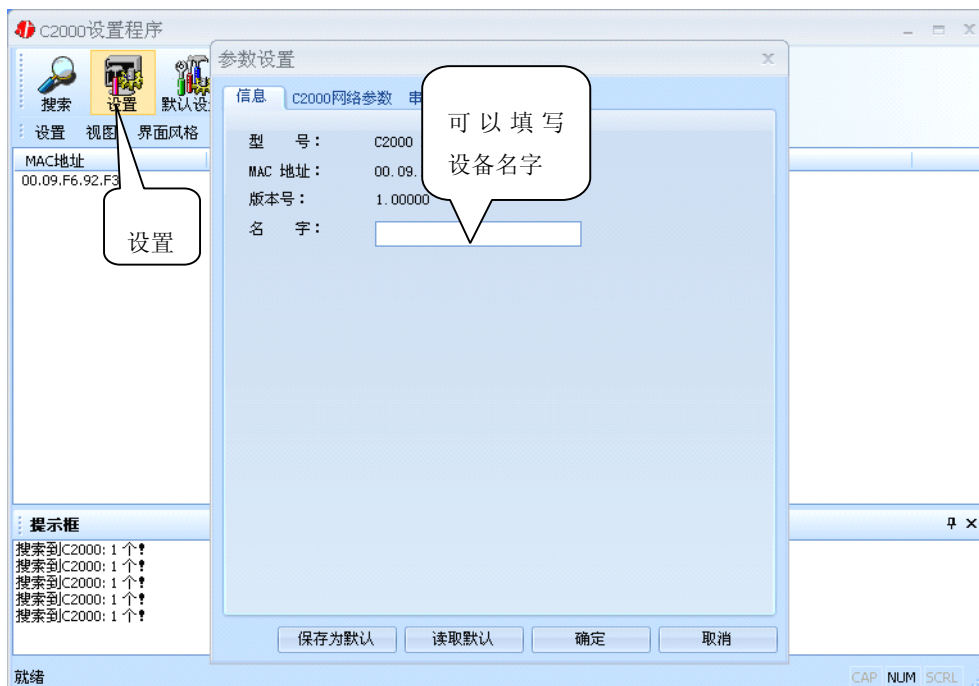 C2000设置程序
搜索 设置 默认设
设置 视图 界面风格
MAC地址
00.09.F6.92.F3
设置
参数设置
信息 C2000网络参数 串
型 号： C2000
MAC 地址： 00.09.
版本号： 1.00000
名 字：
可以填写
设备名字
保存为默认 读取默认 确定 取消
提示框
搜索到C2000: 1 个!
搜索到C2000: 1 个!
搜索到C2000: 1 个!
搜索到C2000: 1 个!
搜索到C2000: 1 个!
就绪
CAP NUM SCRL